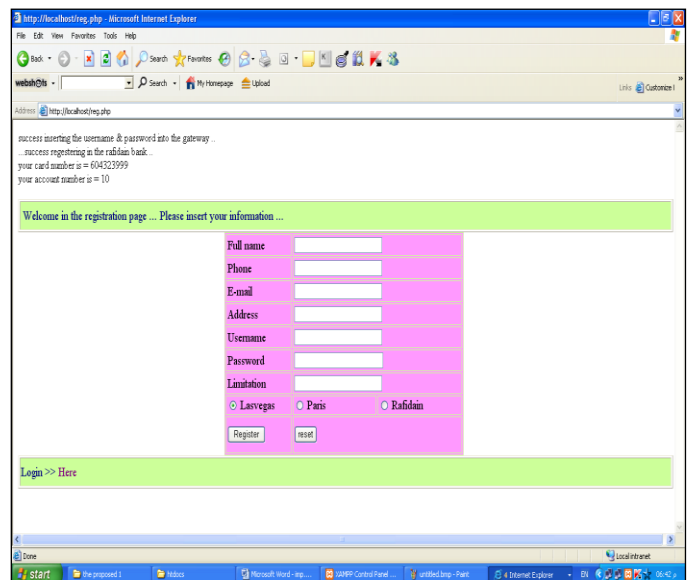 http://localhost/reg.php - Microsoft Internet Explorer
File Edit View Favorites Tools Help
Back Search Favorites
Search My Homepage Upload
Links Customize l
Address http://localhost/reg.php
success inserting the username & password into the gateway ..
...success regestering in the rafidain bank...
your card number is = 604323999
your account number is = 10
Welcome in the registration page ... Please insert your information ...
Full name
Phone
E-mail
Address
Username
Password
Limitation
Lasvegas Paris Rafidain
Register reset
Login >> Here
Done Local intranet
start the proposed 1 htdocs Microsoft Word - inp... XAMPP Control Panel ... untitled.bmp - Paint 4 Internet Explorer EN 06:42 م